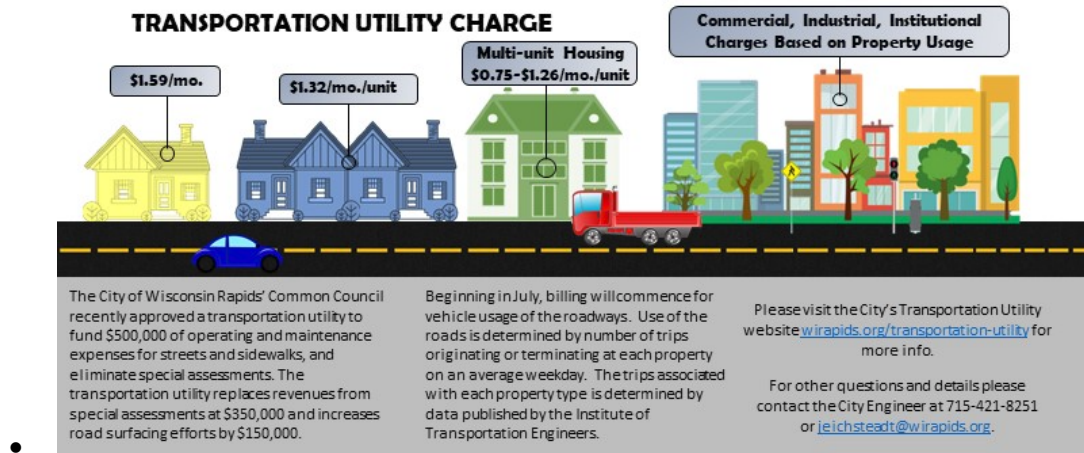 TRANSPORTATION UTILITY CHARGE
$1.59/mo.
$1.32/mo./unit
Multi-unit Housing
$0.75-$1.26/mo./unit
Commercial, Industrial, Institutional
Charges Based on Property Usage
The City of Wisconsin Rapids' Common Council
recently approved a transportation utility to
fund $500,000 of operating and maintenance
expenses for streets and sidewalks, and
eliminate special assessments. The
transportation utility replaces revenues from
special assessments at $350,000 and increases
road surfacing efforts by $150,000.
Beginning in July, billing will commence for
vehicle usage of the roadways. Use of the
roads is determined by number of trips
originating or terminating at each property
on an average weekday. The trips associated
with each property type is determined by
data published by the Institute of
Transportation Engineers.
Please visit the City's Transportation Utility
website wirapids.org/transportation-utility for
more info.
For other questions and details please
contact the City Engineer at 715-421-8251
or jeichsteadt@wirapids.org.